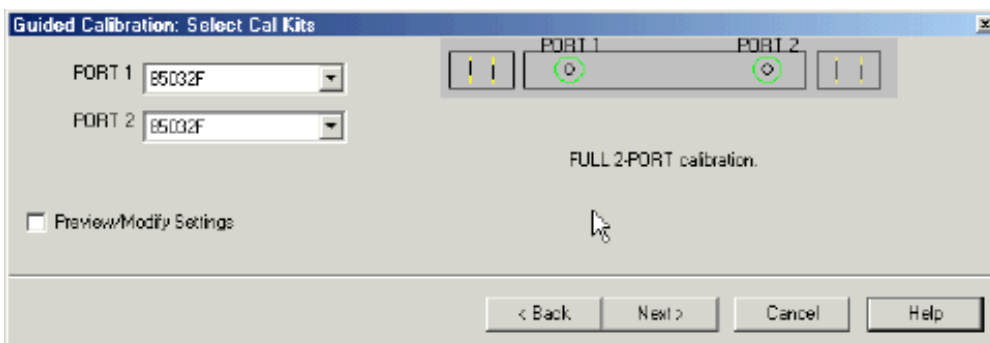 Guided Calibration: Select Cal Kits
PORT 1 85032F
PORT 2 85032F
PORT 1 PORT 2
FULL 2-PORT calibration.
Preview/Modify Settings
< Back Next > Cancel Help